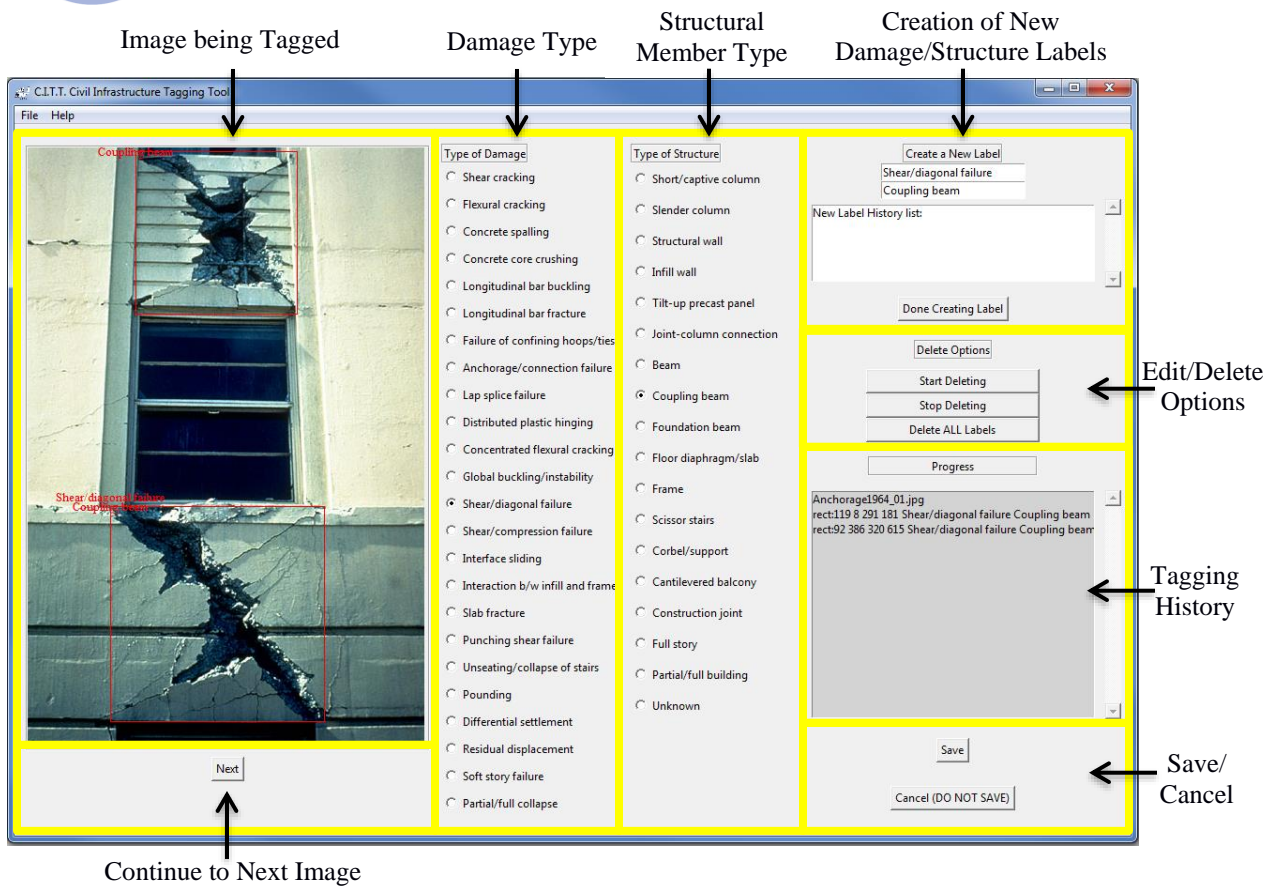 Image being Tagged
Damage Type
Structural
Member Type
Creation of New
Damage/Structure Labels
C.I.T.T. Civil Infrastructure Tagging Tool
File Help
Coupling beam
Shear/diagonal failure
Coupling beam
Next
Type of Damage
Shear cracking
Flexural cracking
Concrete spalling
Concrete core crushing
Longitudinal bar buckling
Longitudinal bar fracture
Failure of confining hoops/ties
Anchorage/connection failure
Lap splice failure
Distributed plastic hinging
Concentrated flexural cracking
Global buckling/instability
Shear/diagonal failure
Shear/compression failure
Interface sliding
Interaction b/w infill and frame
Slab fracture
Punching shear failure
Unseating/collapse of stairs
Pounding
Differential settlement
Residual displacement
Soft story failure
Partial/full collapse
Type of Structure
Short/captive column
Slender column
Structural wall
Infill wall
Tilt-up precast panel
Joint-column connection
Beam
Coupling beam
Foundation beam
Floor diaphragm/slab
Frame
Scissor stairs
Corbel/support
Cantilevered balcony
Construction joint
Full story
Partial/full building
Unknown
Create a New Label
Shear/diagonal failure
Coupling beam
New Label History list:
Done Creating Label
Delete Options
Start Deleting
Stop Deleting
Delete ALL Labels
Progress
Anchorage1964_01.jpg
rect:119 8 291 181 Shear/diagonal failure Coupling beam
rect:92 386 320 615 Shear/diagonal failure Coupling beam
Save
Cancel (DO NOT SAVE)
Edit/Delete
Options
Tagging
History
Save/
Cancel
Continue to Next Image